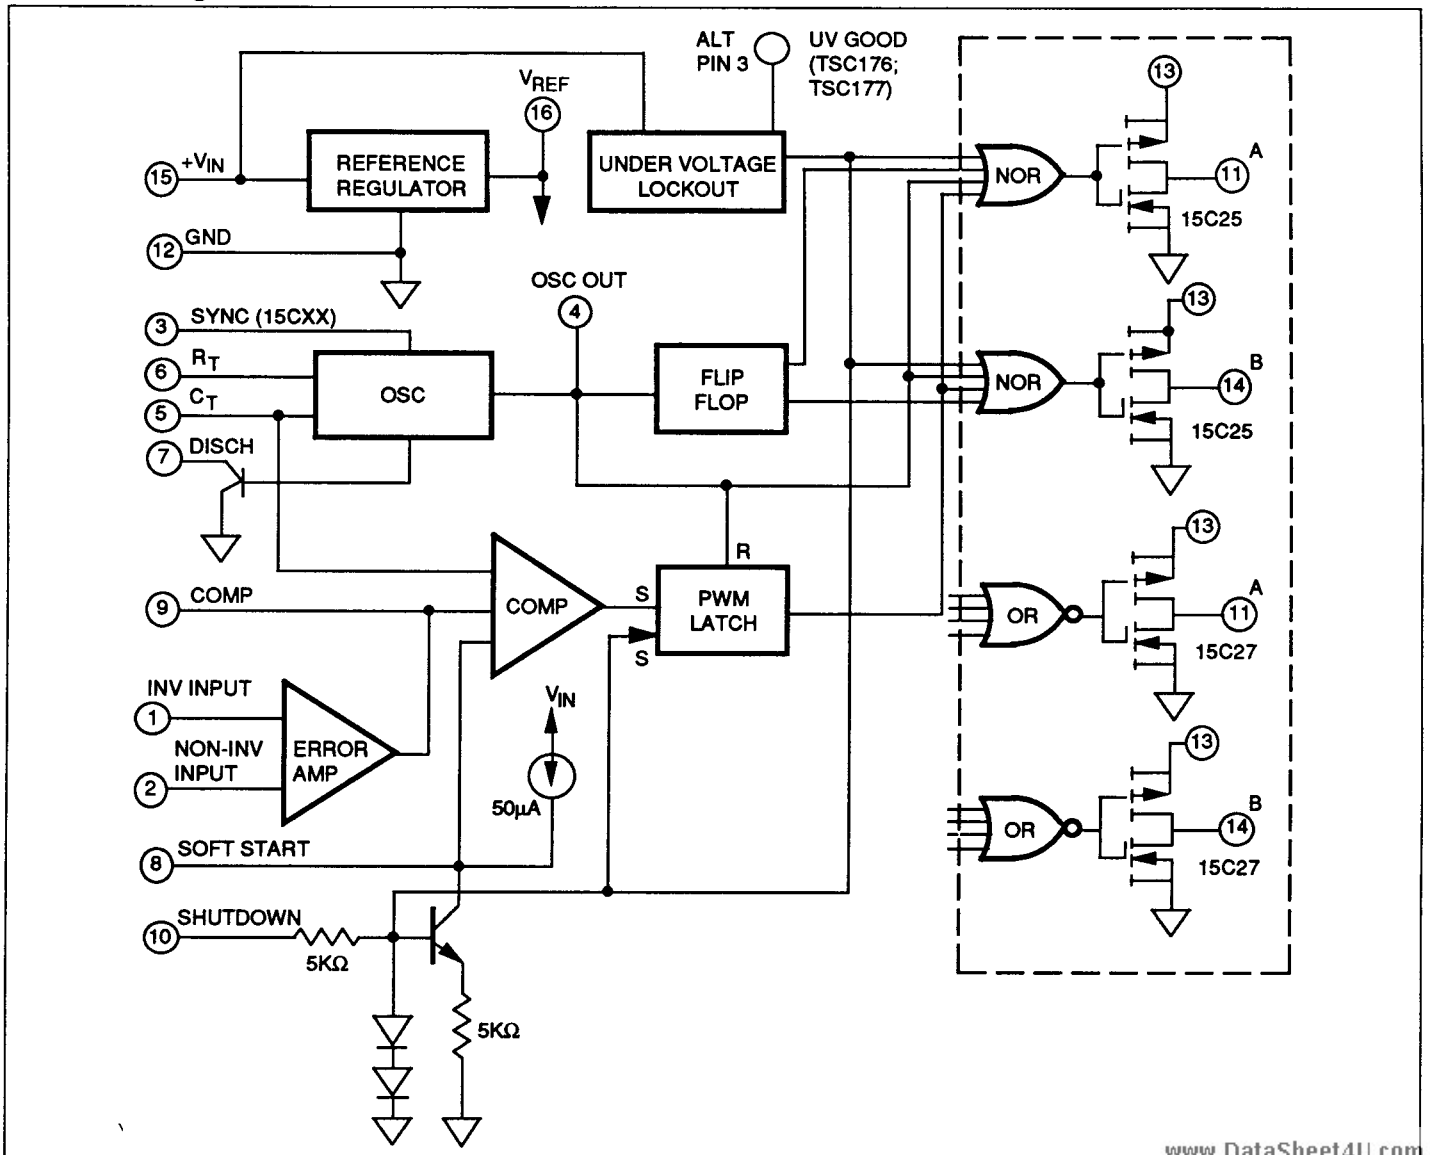 ALT
PIN 3
UV GOOD
(TSC176;
TSC177)
VREF
16
13
15
+VIN
REFERENCE
REGULATOR
UNDER VOLTAGE
LOCKOUT
NOR
A
11
15C25
12
GND
OSC OUT
4
13
3
SYNC (15CXX)
6
RT
OSC
FLIP
FLOP
NOR
B
14
15C25
5
CT
7
DISCH
13
R
9
COMP
COMP
S
S
PWM
LATCH
OR
A
11
15C27
INV INPUT
1
NON-INV
INPUT
2
ERROR
AMP
VIN
50µA
13
OR
B
14
15C27
8
SOFT START
10
SHUTDOWN
5KΩ
5KΩ
www.DataSheet4U.com